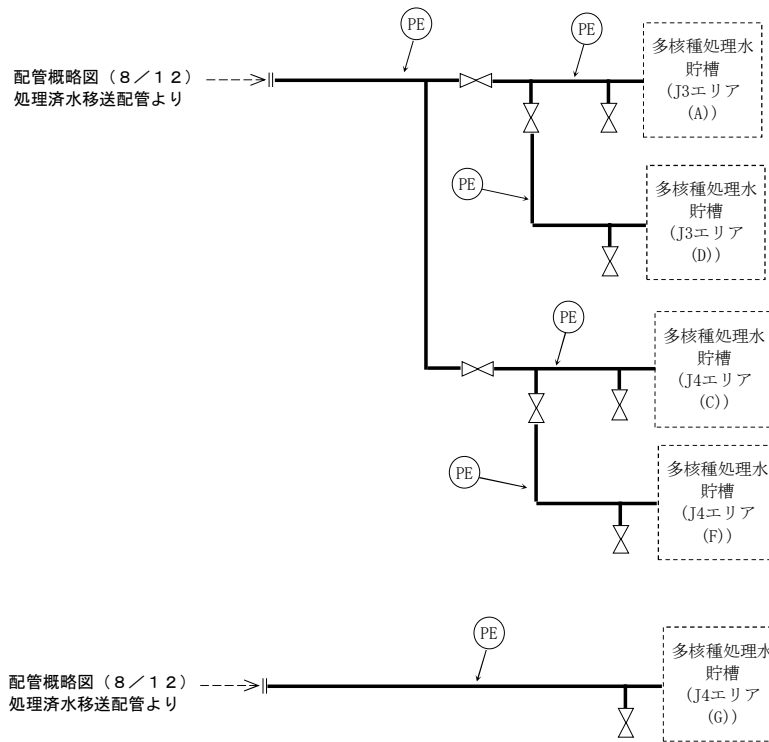 PE
PE
多核種処理水
貯槽
(J3エリア
(A))
配管概略図（８／１２）
処理済水移送配管より
PE
多核種処理水
貯槽
(J3エリア
(D))
PE
多核種処理水
貯槽
(J4エリア
(C))
PE
多核種処理水
貯槽
(J4エリア
(F))
PE
多核種処理水
貯槽
(J4エリア
(G))
配管概略図（８／１２）
処理済水移送配管より